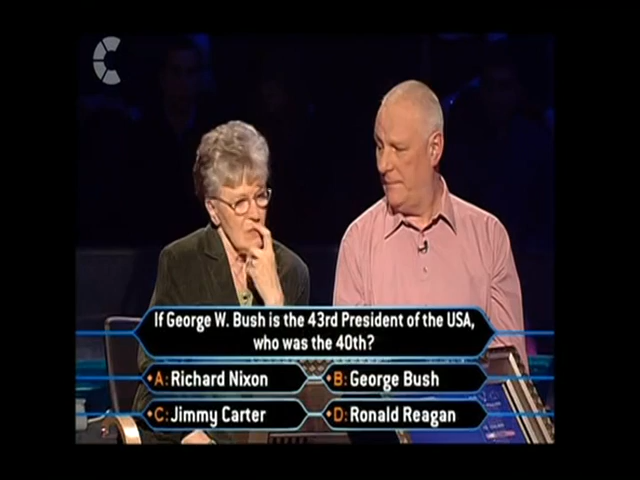 If George W. Bush is the 43rd President of the USA,
who was the 40th?
A: Richard Nixon
B: George Bush
C: Jimmy Carter
D: Ronald Reagan